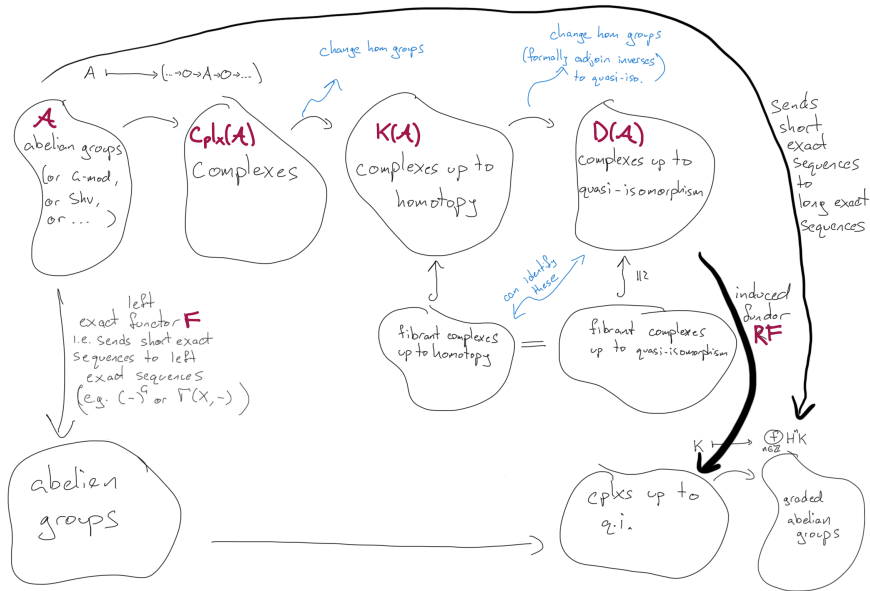 change hom groups
change hom groups
(formally adjoin inverses
to quasi-iso.)
A ↦ (…→0→A→0→…)
A
abelian groups
(or G-mod,
or Shv,
or ... )
Cplx(A)
Complexes
K(A)
complexes up to
homotopy
D(A)
complexes up to
quasi-isomorphism
Sends
short
exact
sequences
to
long exact
sequences
left
exact functor F
i.e. sends short exact
sequences to left
exact sequences
(e.g. (-)^G or Γ(X,-) )
can identify
these
fibrant complexes
up to homotopy
=
fibrant complexes
up to quasi-isomorphism
induced
functor
RF
K ↦ ⊕ HⁿK
n∈Z
abelien
groups
cplxs up to
q.i.
graded
abelian
groups